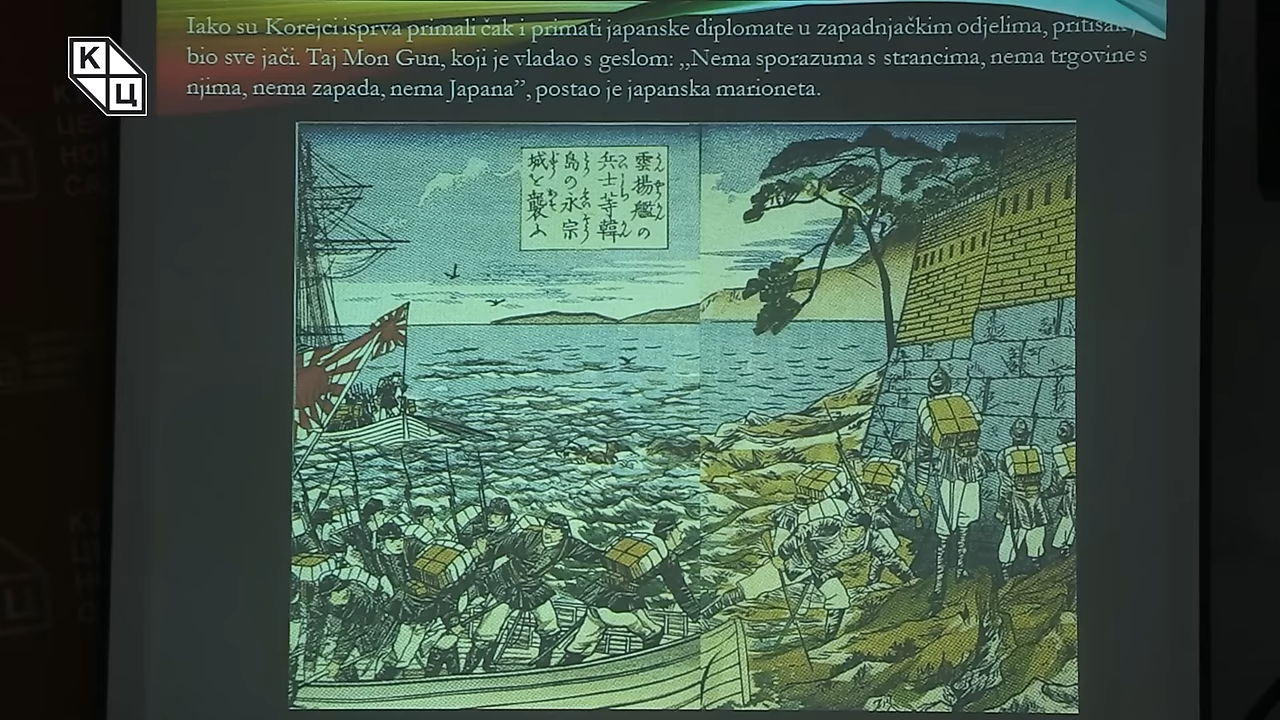 Iako su Korejci isprva primali čak i primati japanske diplomate u zapadnjačkim odjelima, pritisak je
bio sve jači. Taj Mon Gun, koji je vladao s geslom: „Nema sporazuma s strancima, nema trgovine s
njima, nema zapada, nema Japana”, postao je japanska marioneta.
К
Ц
雲揚艦の
兵士等韓
島の永宗
城を襲ふ